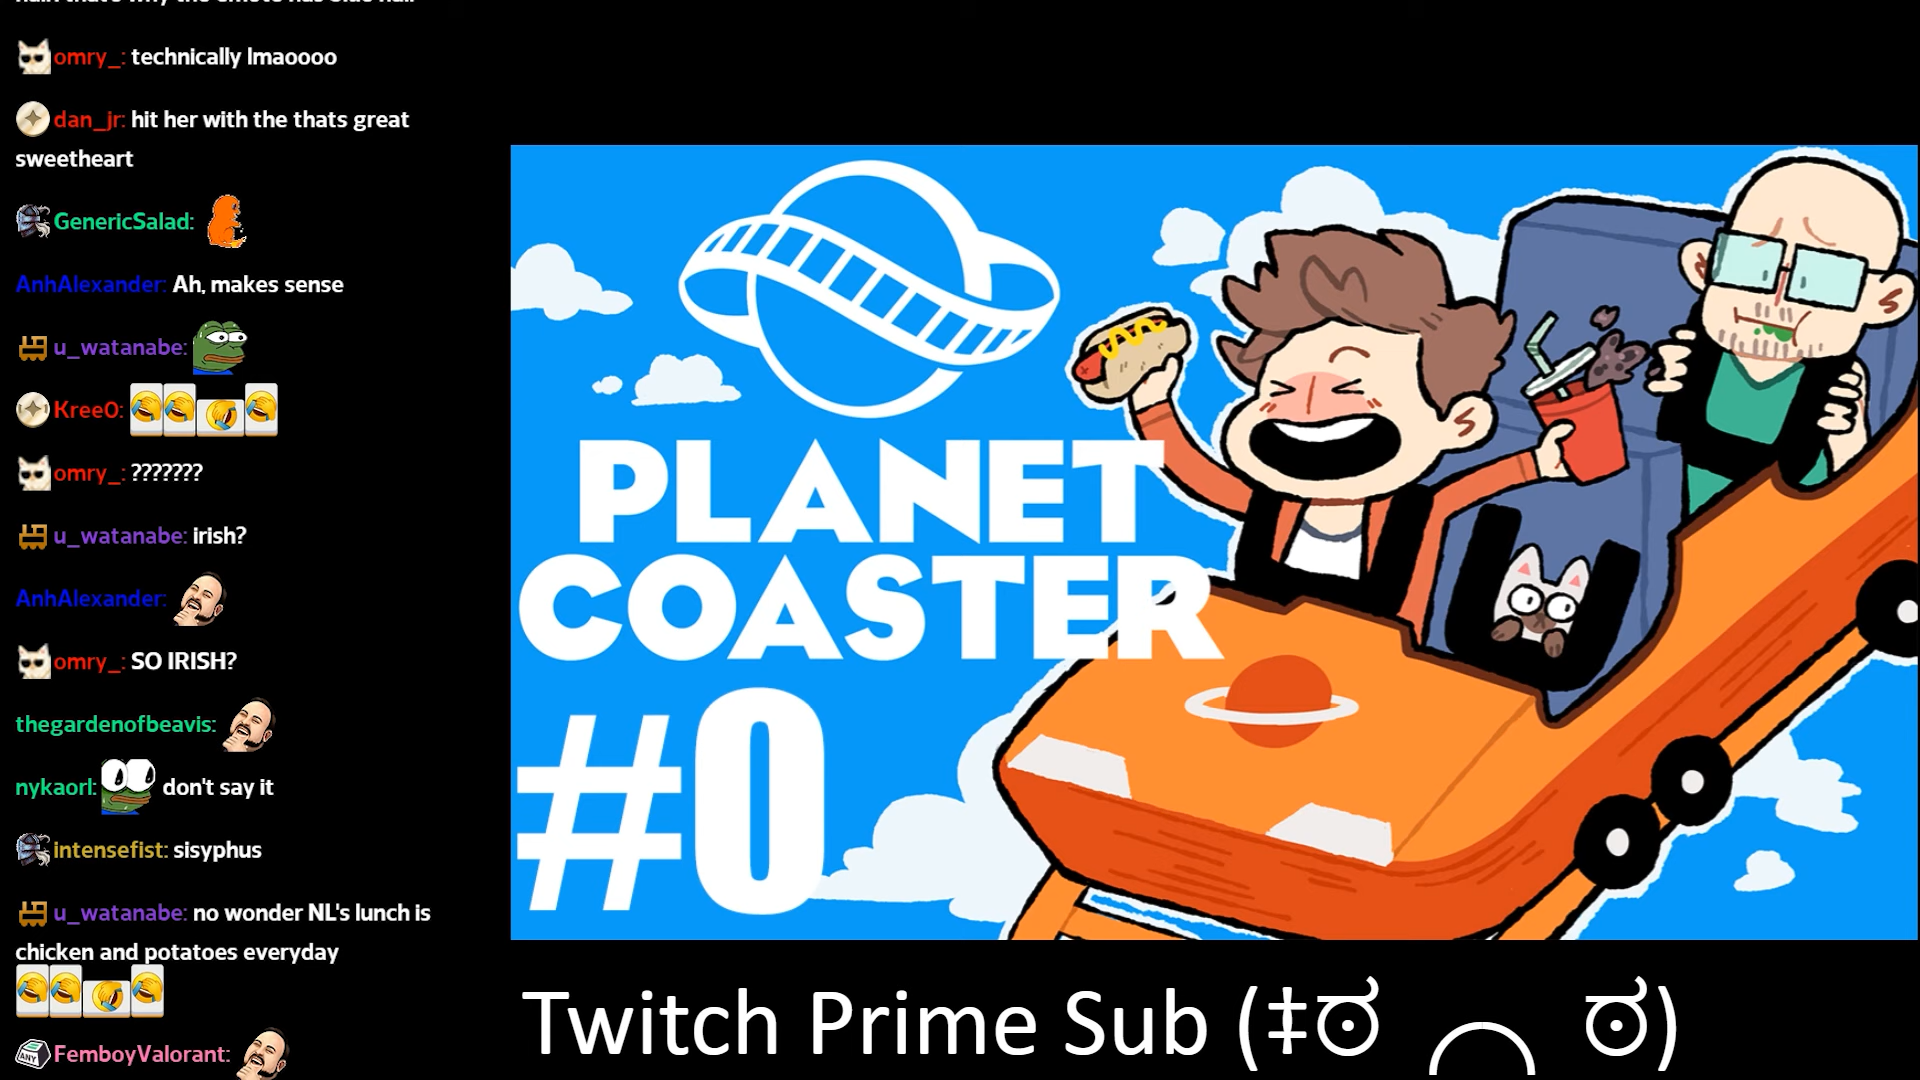 omry_: technically lmaoooo
dan_jr: hit her with the thats great
sweetheart
GenericSalad:
AnhAlexander: Ah, makes sense
u_watanabe:
KreeO:
omry_: ???????
u_watanabe: irish?
AnhAlexander:
omry_: SO IRISH?
thegardenofbeavis:
nykaorl: don't say it
intensefist: sisyphus
u_watanabe: no wonder NL's lunch is
chicken and potatoes everyday
ANY
FemboyValorant:
PLANET
COASTER
#0
Twitch Prime Sub (‡ಠ ╭╮ ಠ)